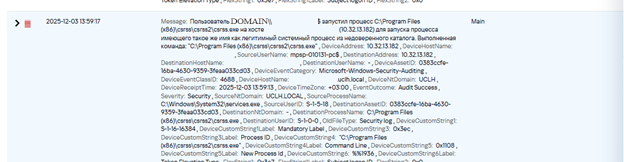 2025-12-03 13:59:17
Message: Пользователь DOMAIN\\ $ запустил процесс C:\Program Files
(x86)\csrss\csrss2\csrss.exe на хосте (10.32.13.182) для запуска процесса
имеющего такое же имя как легитимный системный процесс из недоверенного каталога. Выполненная
команда: "C:\Program Files (x86)\csrss\csrss2\csrss.exe" , DeviceAddress: 10.32.13.182,
DestinationHostName: , SourceUserName: mpsp-010131-pc$ , DestinationAddress: 10.32.13.182,
DestinationUserName: - , DeviceAssetID: 0383ccfe-
16ba-4630-9359-3feaa033cd03 , DeviceEventCategory: Microsoft-Windows-Security-Auditing ,
DeviceEventClassID: 4688 , DeviceHostName: uclh.local , DeviceNtDomain: UCLH ,
DeviceReceiptTime: 2025-12-03 13:59:13, DeviceTimeZone: +03:00 , EventOutcome: Audit Success ,
Severity: Security , SourceNtDomain: UCLH.LOCAL , SourceProcessName:
C:\Windows\System32\services.exe , SourceUserID: S-1-5-18 , DestinationAssetID: 0383ccfe-16ba-4630-
9359-3feaa033cd03 , DestinationNtDomain: - , DestinationProcessName: C:\Program Files
(x86)\csrss\csrss2\csrss.exe , DestinationUserID: S-1-0-0 , OldFileType: Security log , DeviceCustomString1:
S-1-16-16384 , DeviceCustomString1Label: Mandatory Label , DeviceCustomString3: 0x3ec ,
DeviceCustomString3Label: Process ID , DeviceCustomString4: "C:\Program Files
(x86)\csrss\csrss2\csrss.exe" , DeviceCustomString4Label: Command Line , DeviceCustomString5: 0x1108 ,
DeviceCustomString5Label: New Process id , DeviceCustomString6: %%1936 , DeviceCustomString6Label:
Main